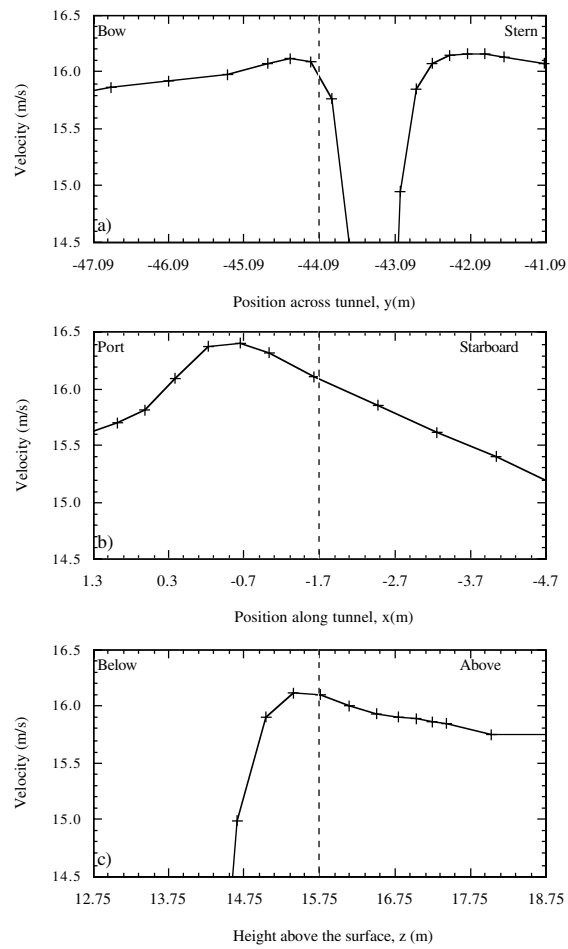 16.5
Bow Stern
16.0
15.5
15.0
a)
14.5
-47.09 -46.09 -45.09 -44.09 -43.09 -42.09 -41.09
Velocity (m/s)
Position across tunnel, y(m)
16.5
Port Starboard
16.0
15.5
15.0
b)
14.5
1.3 0.3 -0.7 -1.7 -2.7 -3.7 -4.7
Velocity (m/s)
Position along tunnel, x(m)
16.5
Below Above
16.0
15.5
15.0
c)
14.5
12.75 13.75 14.75 15.75 16.75 17.75 18.75
Velocity (m/s)
Height above the surface, z (m)